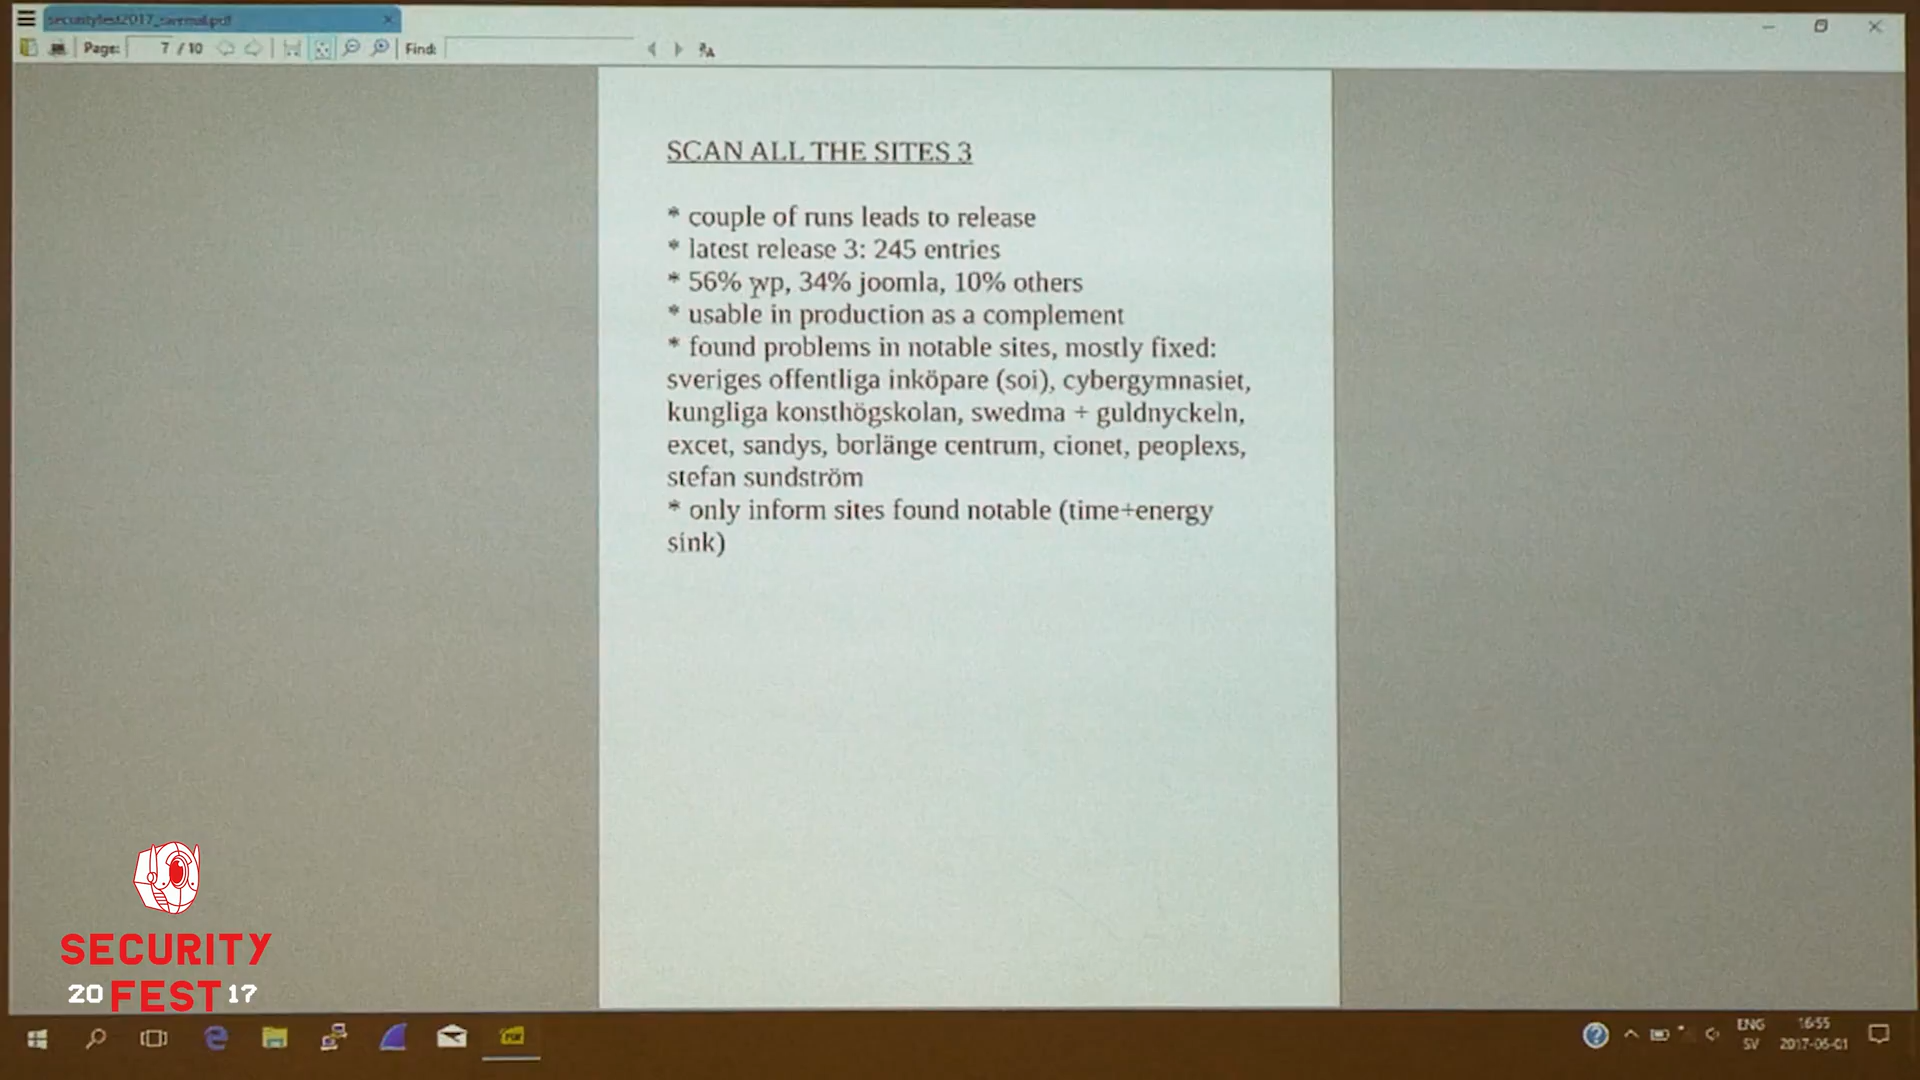 securityfest2017_swemal.pdf
Page: 7 / 10 Find:
SCAN ALL THE SITES 3
* couple of runs leads to release
* latest release 3: 245 entries
* 56% wp, 34% joomla, 10% others
* usable in production as a complement
* found problems in notable sites, mostly fixed:
sveriges offentliga inköpare (soi), cybergymnasiet,
kungliga konsthögskolan, swedma + guldnyckeln,
excet, sandys, borlänge centrum, cionet, peoplexs,
stefan sundström
* only inform sites found notable (time+energy
sink)
SECURITY
20 FEST 17
ENG 16:55
SV 2017-06-01